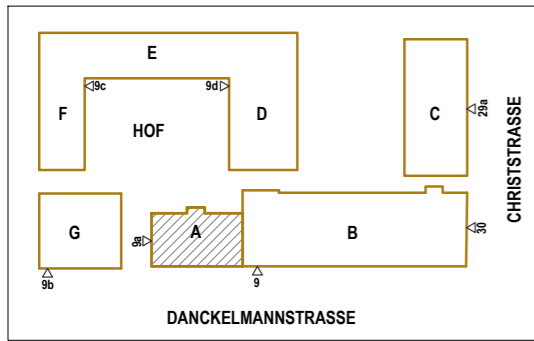 E
9c
9d
F
HOF
D
C
29a
CHRISTSTRASSE
G
9a
A
B
30
9b
9
DANCKELMANNSTRASSE